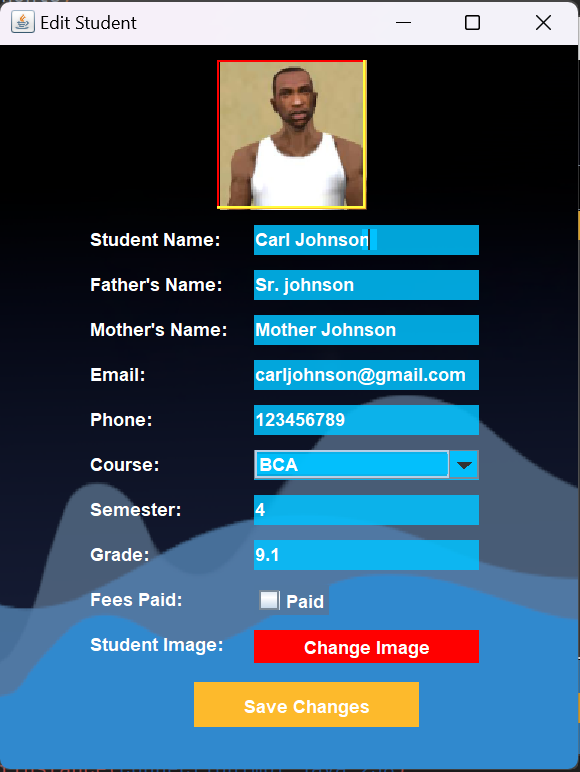 Edit Student
Student Name: Carl Johnson
Father's Name: Sr. johnson
Mother's Name: Mother Johnson
Email: carljohnson@gmail.com
Phone: 123456789
Course: BCA
Semester: 4
Grade: 9.1
Fees Paid: Paid
Student Image: Change Image
Save Changes